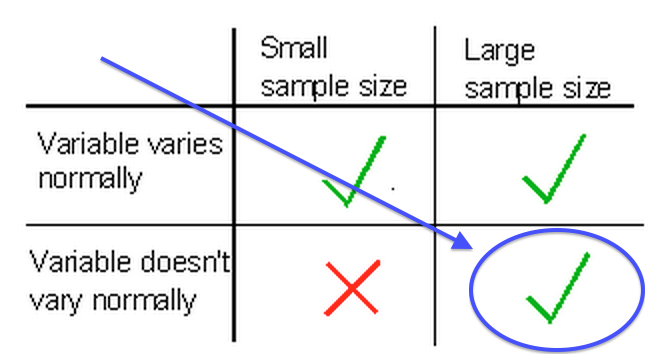 Small
sample size
Large
sample size
Variable varies
normally
Variable doesn't
vary normally